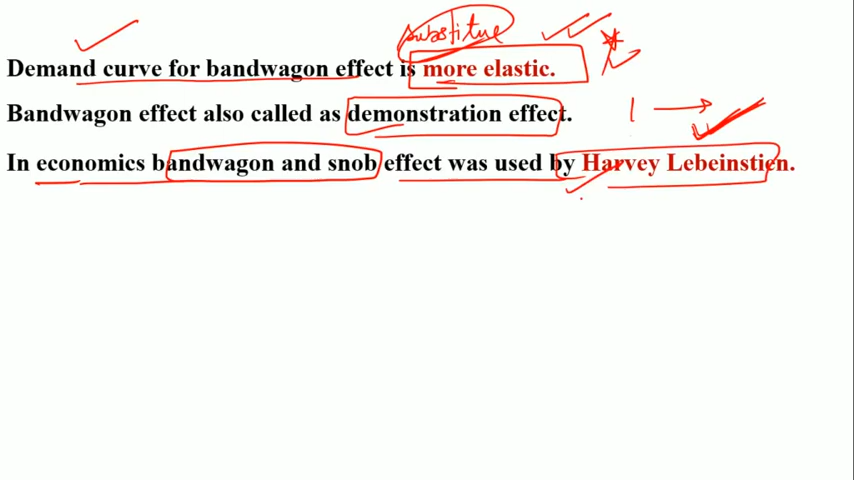 substitue
Demand curve for bandwagon effect is more elastic.
Bandwagon effect also called as demonstration effect.
In economics bandwagon and snob effect was used by Harvey Lebeinstien.